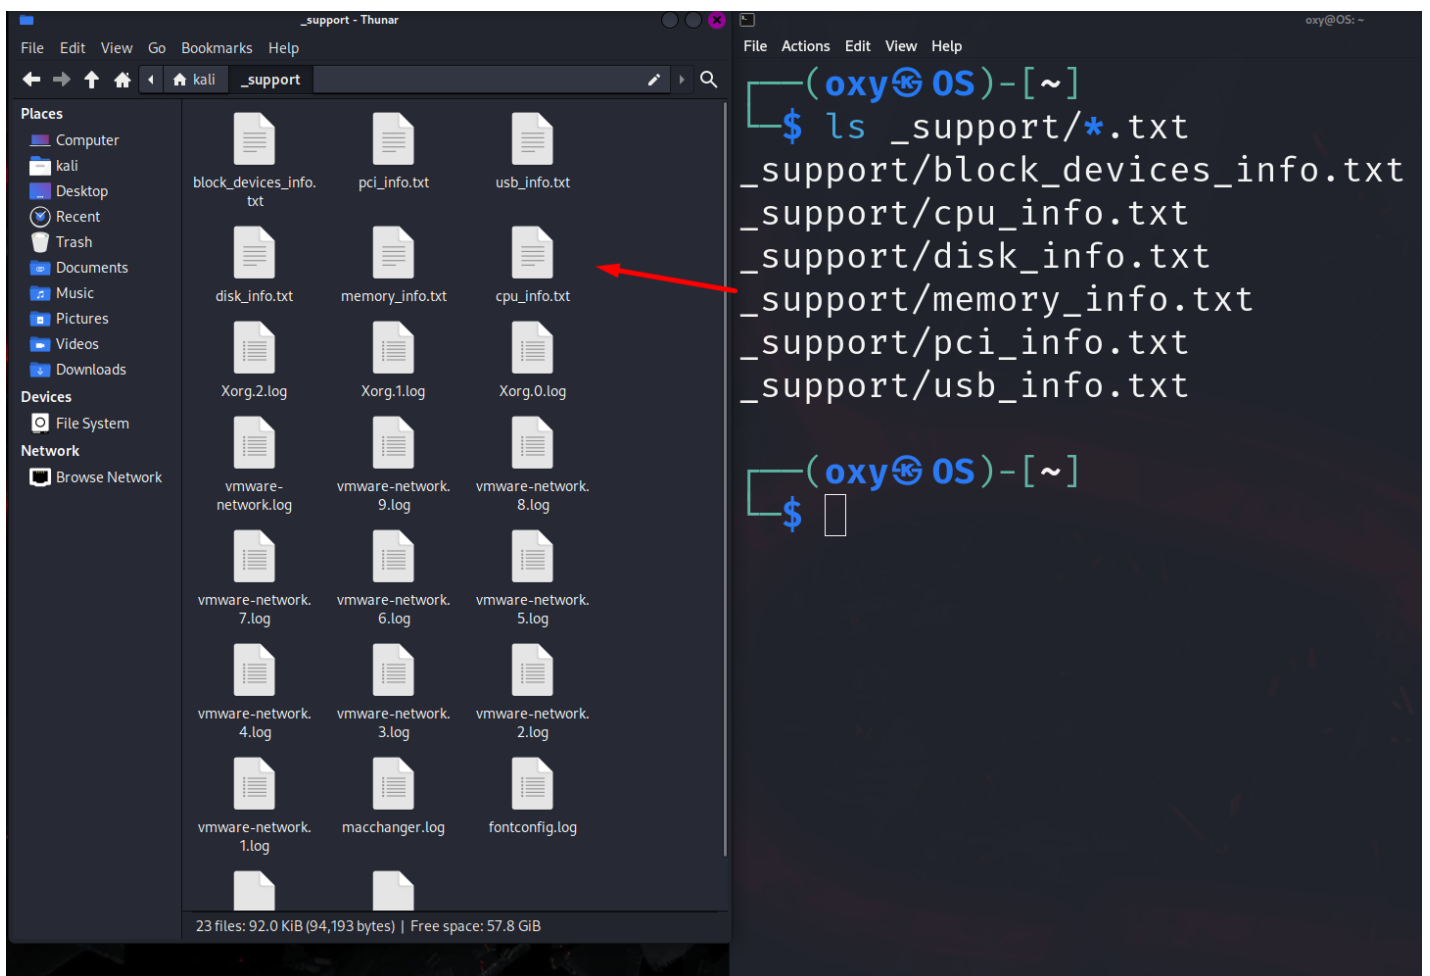 _support - Thunar
File Edit View Go Bookmarks Help
kali _support
Places
Computer
kali
Desktop
Recent
Trash
Documents
Music
Pictures
Videos
Downloads
Devices
File System
Network
Browse Network
block_devices_info.
txt
pci_info.txt
usb_info.txt
disk_info.txt
memory_info.txt
cpu_info.txt
Xorg.2.log
Xorg.1.log
Xorg.0.log
vmware-
network.log
vmware-network.
9.log
vmware-network.
8.log
vmware-network.
7.log
vmware-network.
6.log
vmware-network.
5.log
vmware-network.
4.log
vmware-network.
3.log
vmware-network.
2.log
vmware-network.
1.log
macchanger.log
fontconfig.log
23 files: 92.0 KiB (94,193 bytes) | Free space: 57.8 GiB
oxy@OS: ~
File Actions Edit View Help
┌──(oxy㉿OS)-[~]
└─$ ls _support/*.txt
_support/block_devices_info.txt
_support/cpu_info.txt
_support/disk_info.txt
_support/memory_info.txt
_support/pci_info.txt
_support/usb_info.txt
┌──(oxy㉿OS)-[~]
└─$